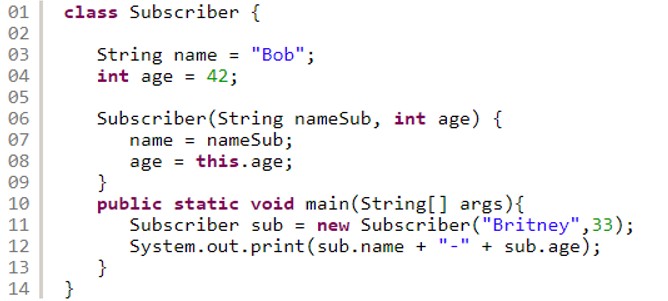 01 class Subscriber {
02
03 String name = "Bob";
04 int age = 42;
05
06 Subscriber(String nameSub, int age) {
07 name = nameSub;
08 age = this.age;
09 }
10 public static void main(String[] args){
11 Subscriber sub = new Subscriber("Britney",33);
12 System.out.print(sub.name + "-" + sub.age);
13 }
14 }